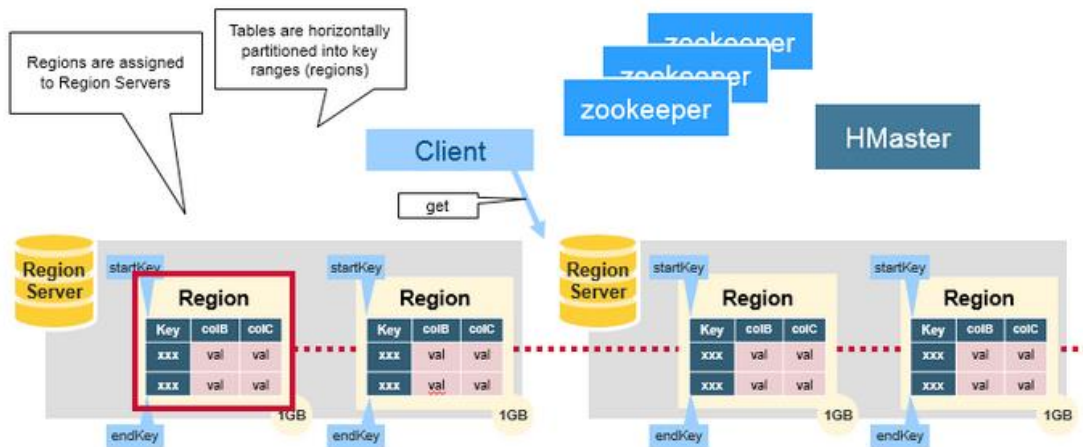 Regions are assigned
to Region Servers
Tables are horizontally
partitioned into key
ranges (regions)
zookeeper
zookeeper
zookeeper
HMaster
Client
get
Region
Server
startKey
Region
Key colB colC
xxx val val
xxx val val
1GB
endKey
startKey
Region
Key colB colC
xxx val val
xxx val val
1GB
endKey
Region
Server
startKey
Region
Key colB colC
xxx val val
xxx val val
1GB
endKey
startKey
Region
Key colB colC
xxx val val
xxx val val
1GB
endKey